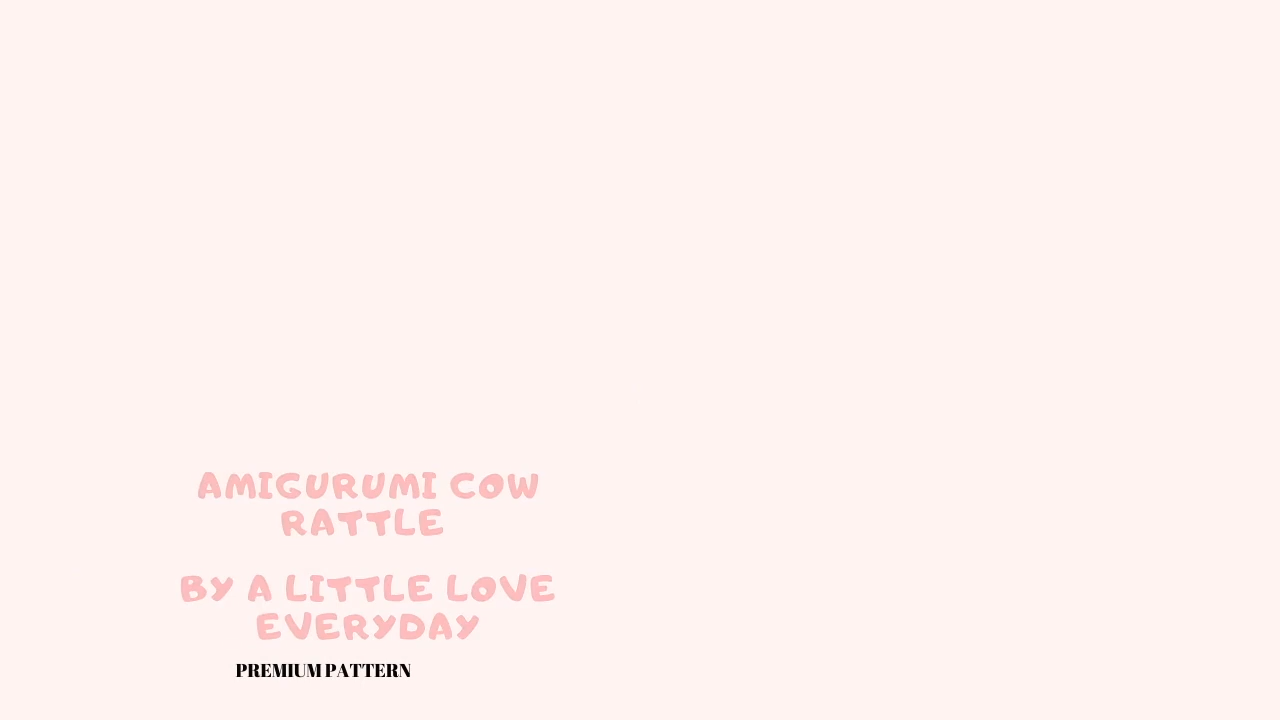 AMIGURUMI COW
RATTLE
BY A LITTLE LOVE
EVERYDAY
PREMIUM PATTERN